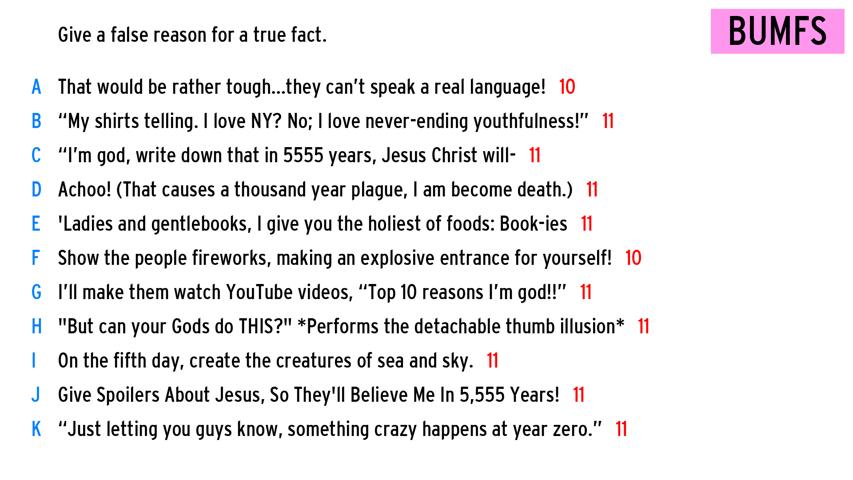 Give a false reason for a true fact.
BUMFS
A That would be rather tough...they can't speak a real language! 10
B “My shirts telling. I love NY? No; I love never-ending youthfulness!” 11
C “I'm god, write down that in 5555 years, Jesus Christ will- 11
D Achoo! (That causes a thousand year plague, I am become death.) 11
E 'Ladies and gentlebooks, I give you the holiest of foods: Book-ies 11
F Show the people fireworks, making an explosive entrance for yourself! 10
G I'll make them watch YouTube videos, “Top 10 reasons I'm god!!” 11
H "But can your Gods do THIS?" *Performs the detachable thumb illusion* 11
I On the fifth day, create the creatures of sea and sky. 11
J Give Spoilers About Jesus, So They'll Believe Me In 5,555 Years! 11
K “Just letting you guys know, something crazy happens at year zero.” 11